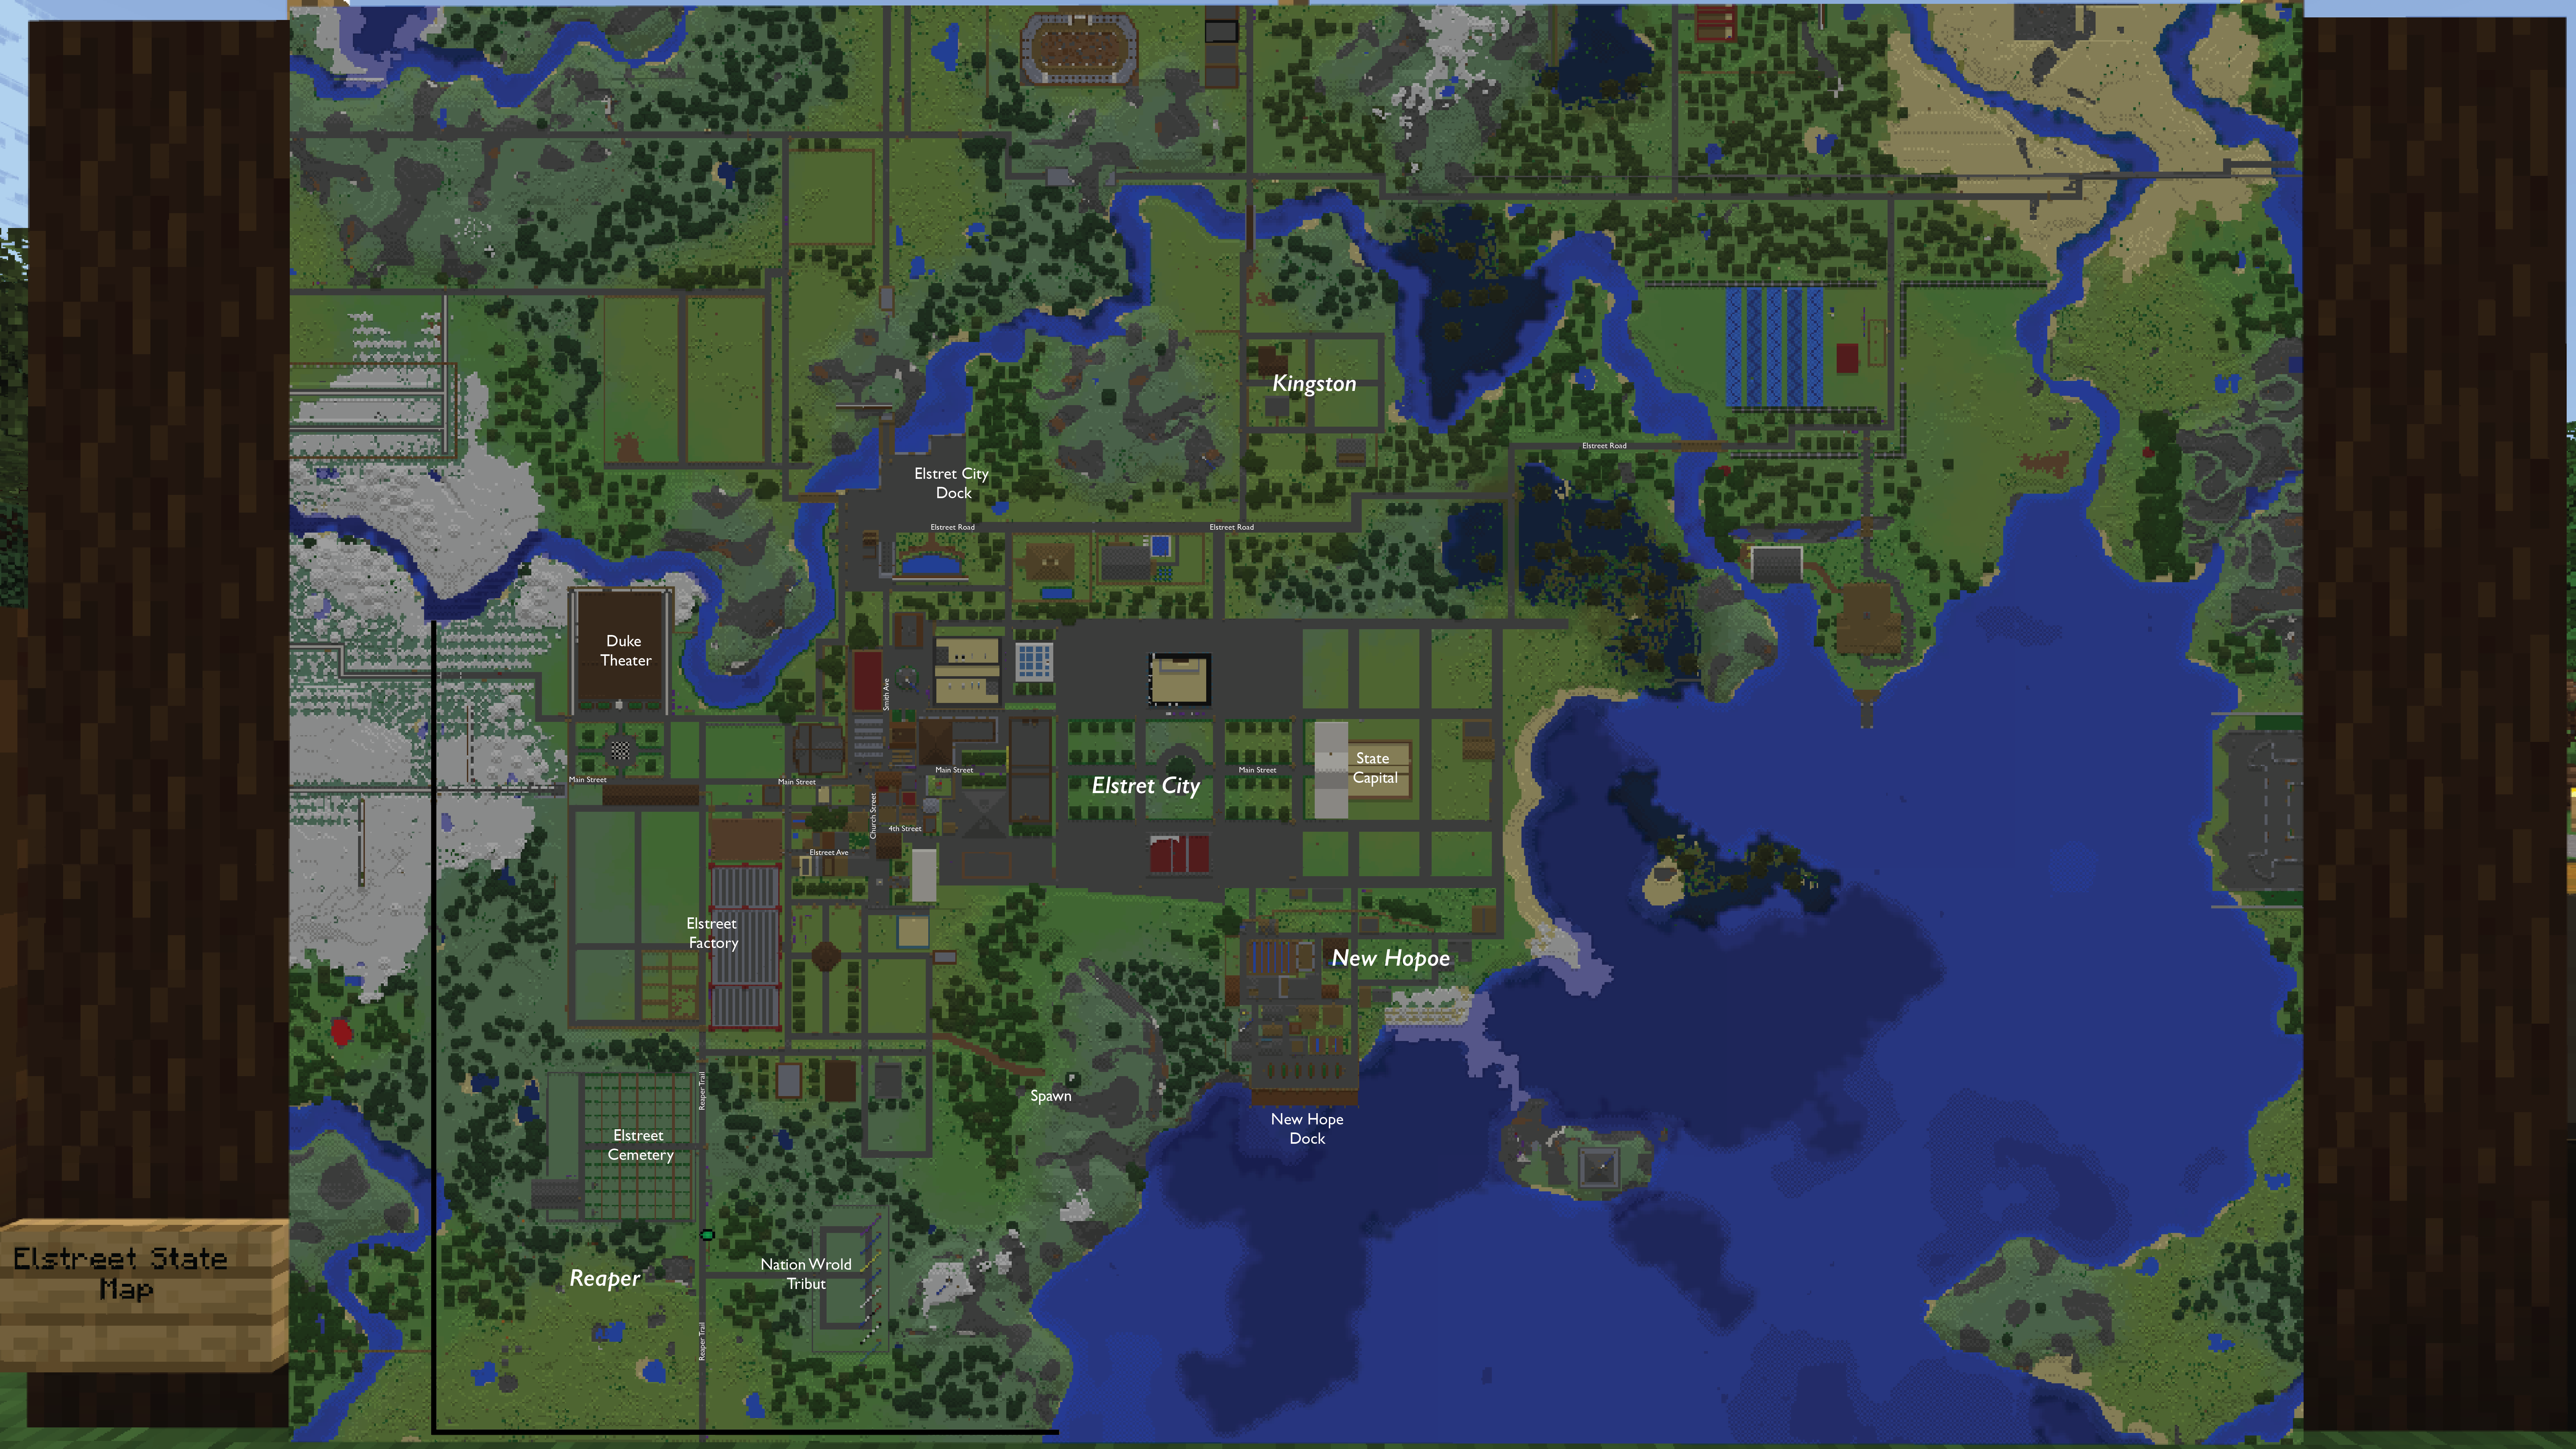 Kingston
Elstreet Road
Elstret City
Dock
Elstreet Road
Elstreet Road
Duke
Theater
Smith Ave
Main Street
Main Street
Main Street
Main Street
Elstret City
State
Capital
Church Street
4th Street
Elstreet Ave
Elstreet
Factory
New Hopoe
Reaper Trail
Spawn
New Hope
Dock
Elstreet
Cemetery
Elstreet State
Map
Reaper
Nation Wrold
Tribut
Reaper Trail